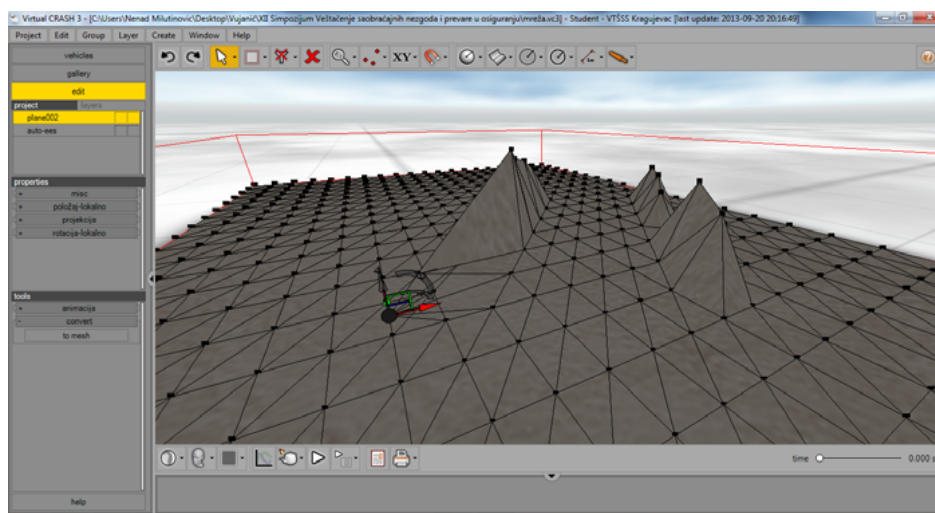 Virtual CRASH 3 - [C:\Users\Nenad Milutinovic\Desktop\Vujanić\XII Simpozijum Veštačenje saobraćajnih nezgoda i prevare u osiguranju\mreža.vc3] - Student - VTŠSS Kragujevac [last update: 2013-09-20 20:16:49]
Project Edit Group Layer Create Window Help
vehicles
gallery
edit
project layers
plane002
auto-ees
properties
+ misc
+ položaj-lokalno
+ projekcija
+ rotacija-lokalno
tools
+ animacija
- convert
to mesh
help
XY
time 0.000 s